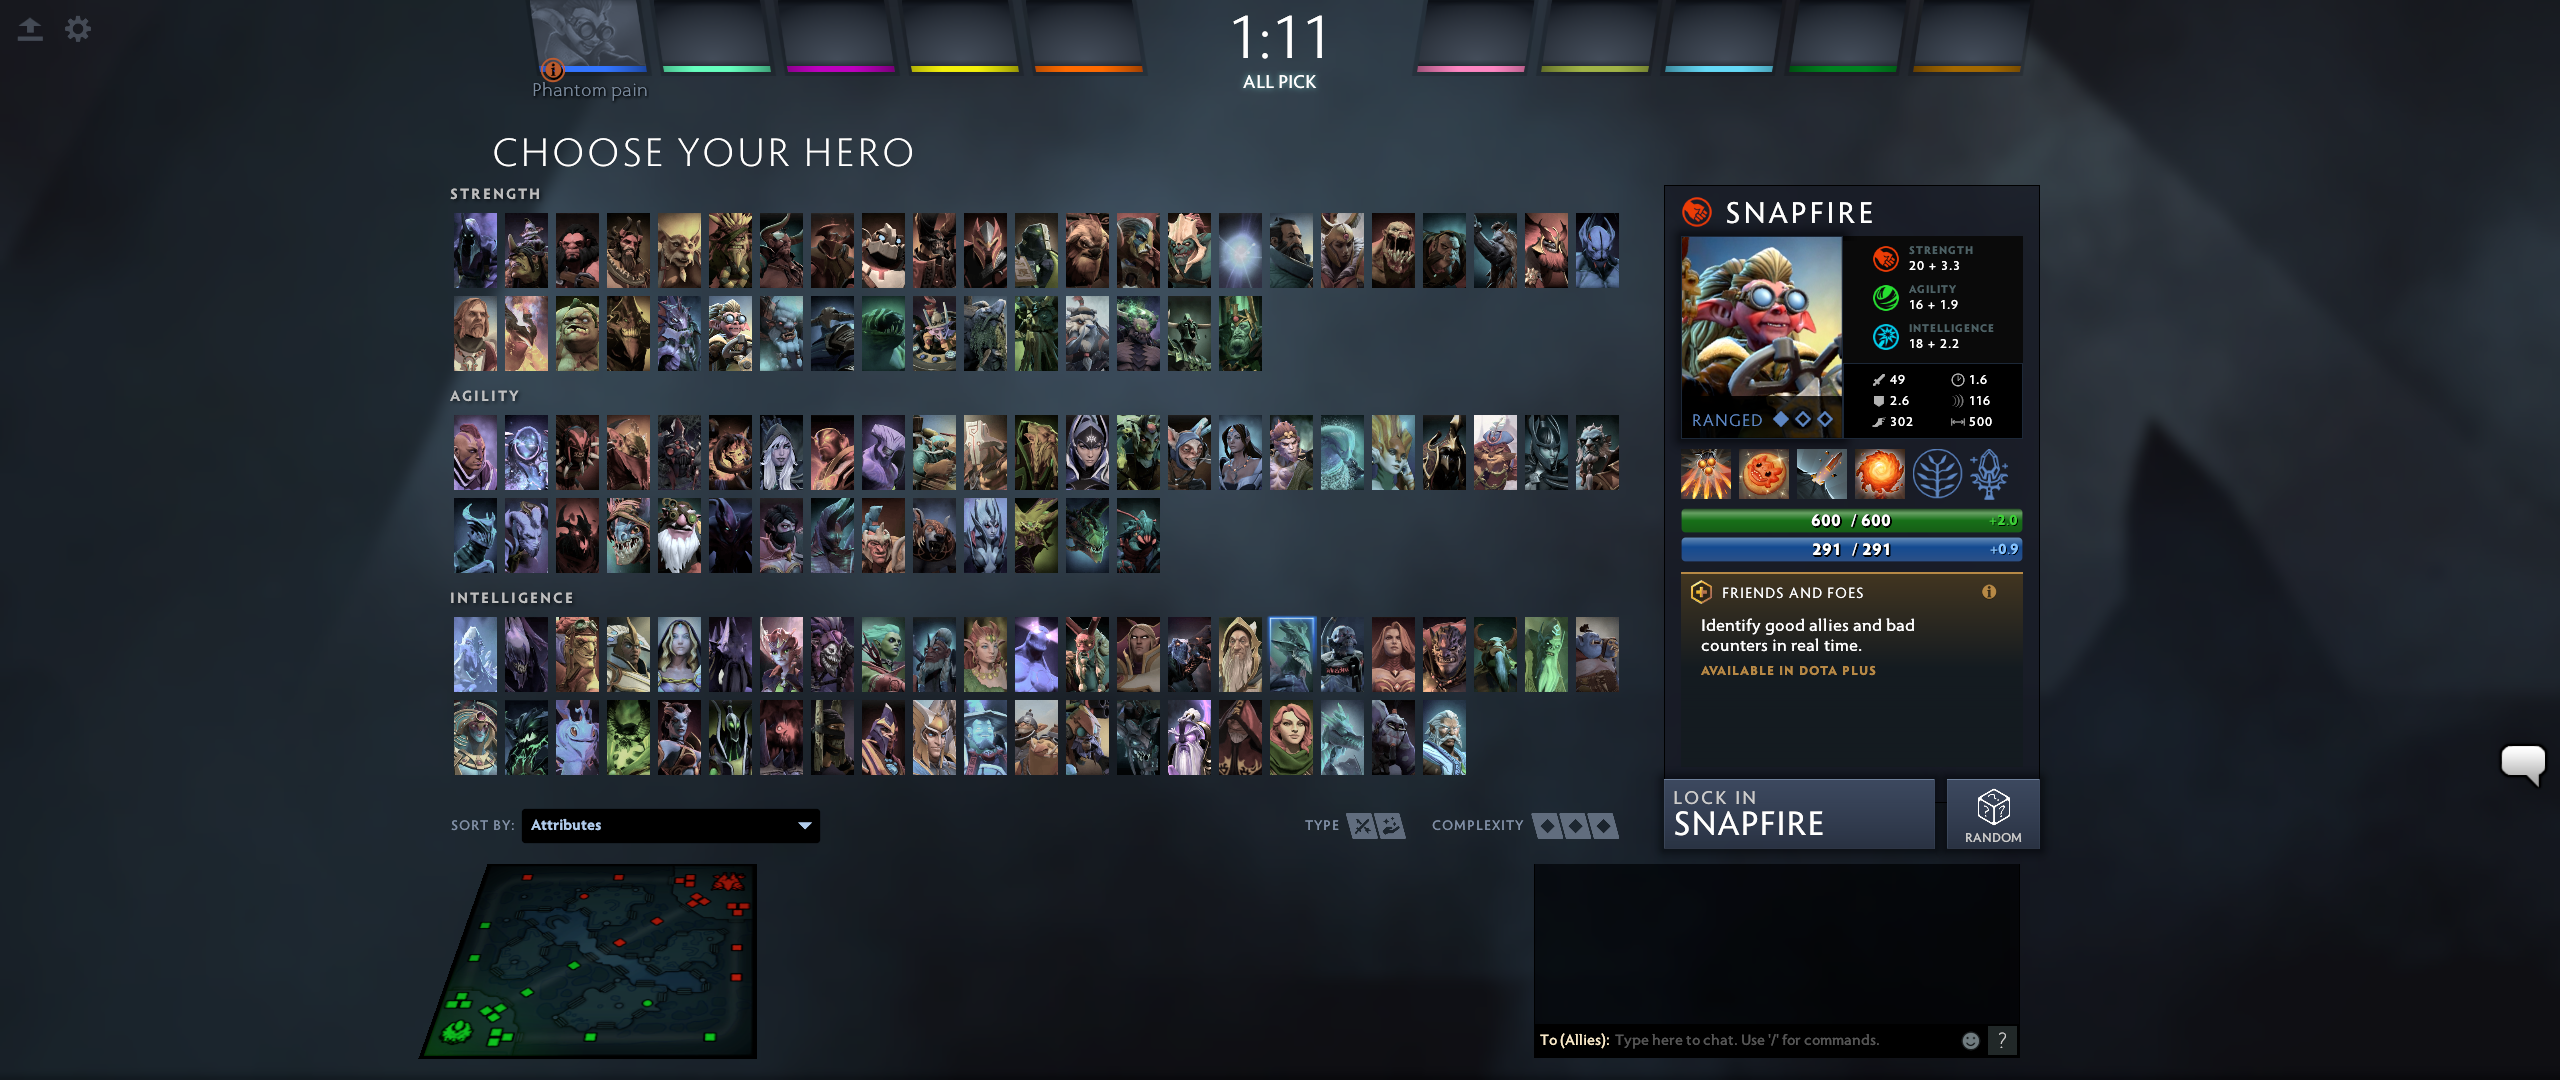 1:11
ALL PICK
Phantom pain
CHOOSE YOUR HERO
STRENGTH
AGILITY
INTELLIGENCE
SORT BY: Attributes
TYPE
COMPLEXITY
SNAPFIRE
STRENGTH
20 + 3.3
AGILITY
16 + 1.9
INTELLIGENCE
18 + 2.2
49 1.6
2.6 116
302 500
RANGED
600 / 600 +2.0
291 / 291 +0.9
FRIENDS AND FOES
Identify good allies and bad
counters in real time.
AVAILABLE IN DOTA PLUS
LOCK IN
SNAPFIRE
RANDOM
To (Allies): Type here to chat. Use '/' for commands. ?